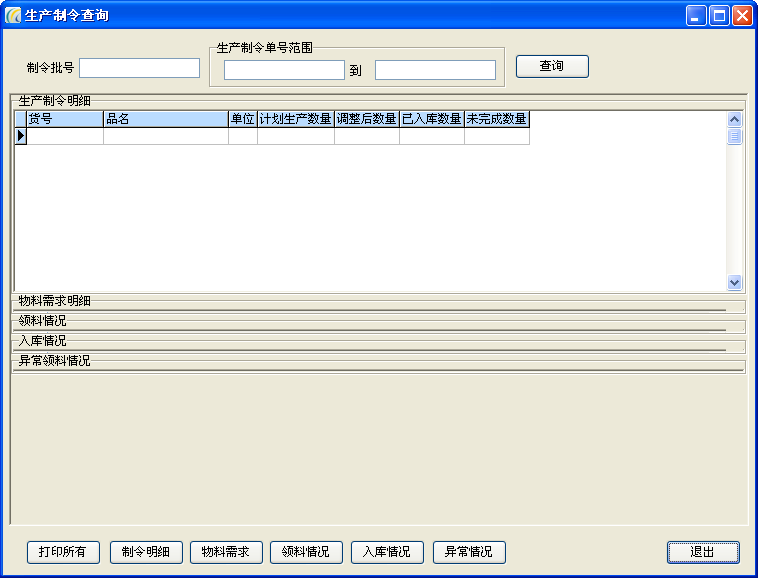 生产制令查询
生产制令单号范围
制令批号 到 查询
生产制令明细
货号 品名 单位 计划生产数量 调整后数量 已入库数量 未完成数量
物料需求明细
领料情况
入库情况
异常领料情况
打印所有 制令明细 物料需求 领料情况 入库情况 异常情况 退出